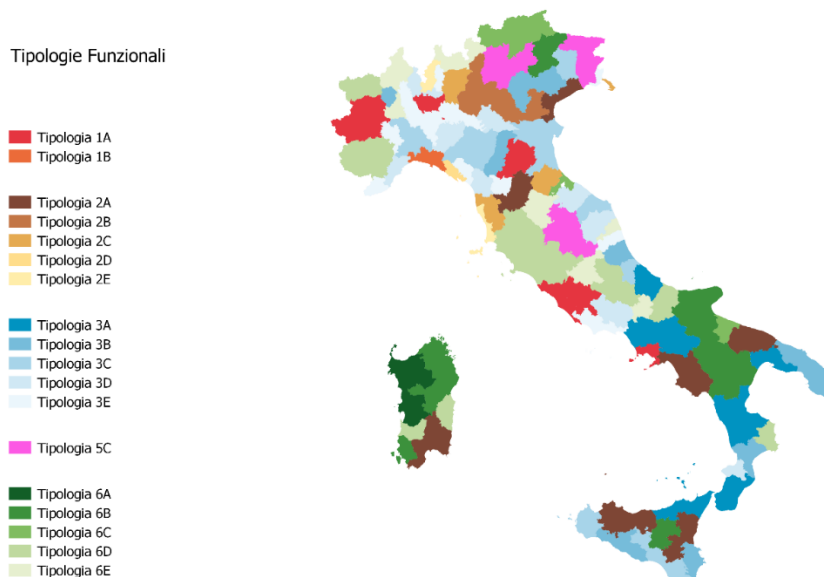 Tipologie Funzionali
Tipologia 1A
Tipologia 1B
Tipologia 2A
Tipologia 2B
Tipologia 2C
Tipologia 2D
Tipologia 2E
Tipologia 3A
Tipologia 3B
Tipologia 3C
Tipologia 3D
Tipologia 3E
Tipologia 5C
Tipologia 6A
Tipologia 6B
Tipologia 6C
Tipologia 6D
Tipologia 6E